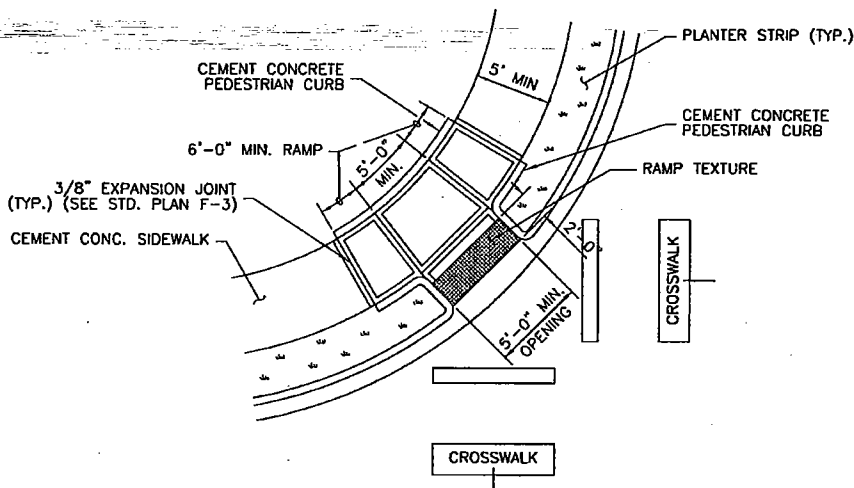 PLANTER STRIP (TYP.)
CEMENT CONCRETE
PEDESTRIAN CURB
5' MIN
CEMENT CONCRETE
PEDESTRIAN CURB
6'-0" MIN. RAMP
5'-0"
MIN.
RAMP TEXTURE
3/8" EXPANSION JOINT
(TYP.) (SEE STD. PLAN F-3)
CEMENT CONC. SIDEWALK
2'-0"
CROSSWALK
5'-0" MIN.
OPENING
CROSSWALK